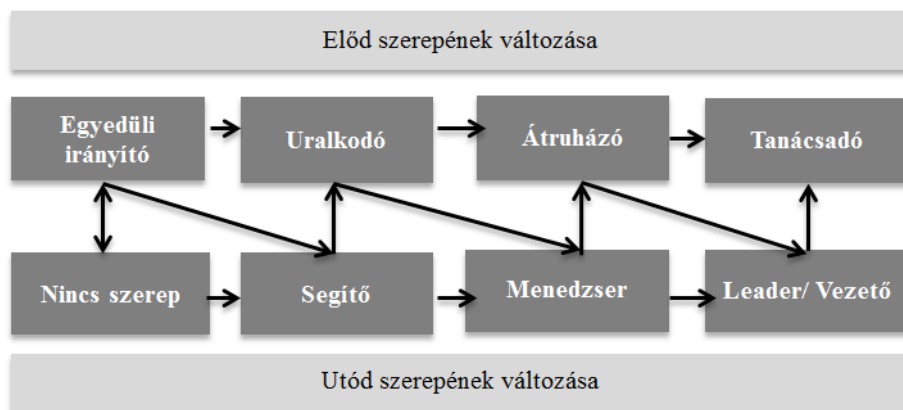 Előd szerepének változása
Egyedüli
irányító
Uralkodó
Átruházó
Tanácsadó
Nincs szerep
Segítő
Menedzser
Leader/ Vezető
Utód szerepének változása